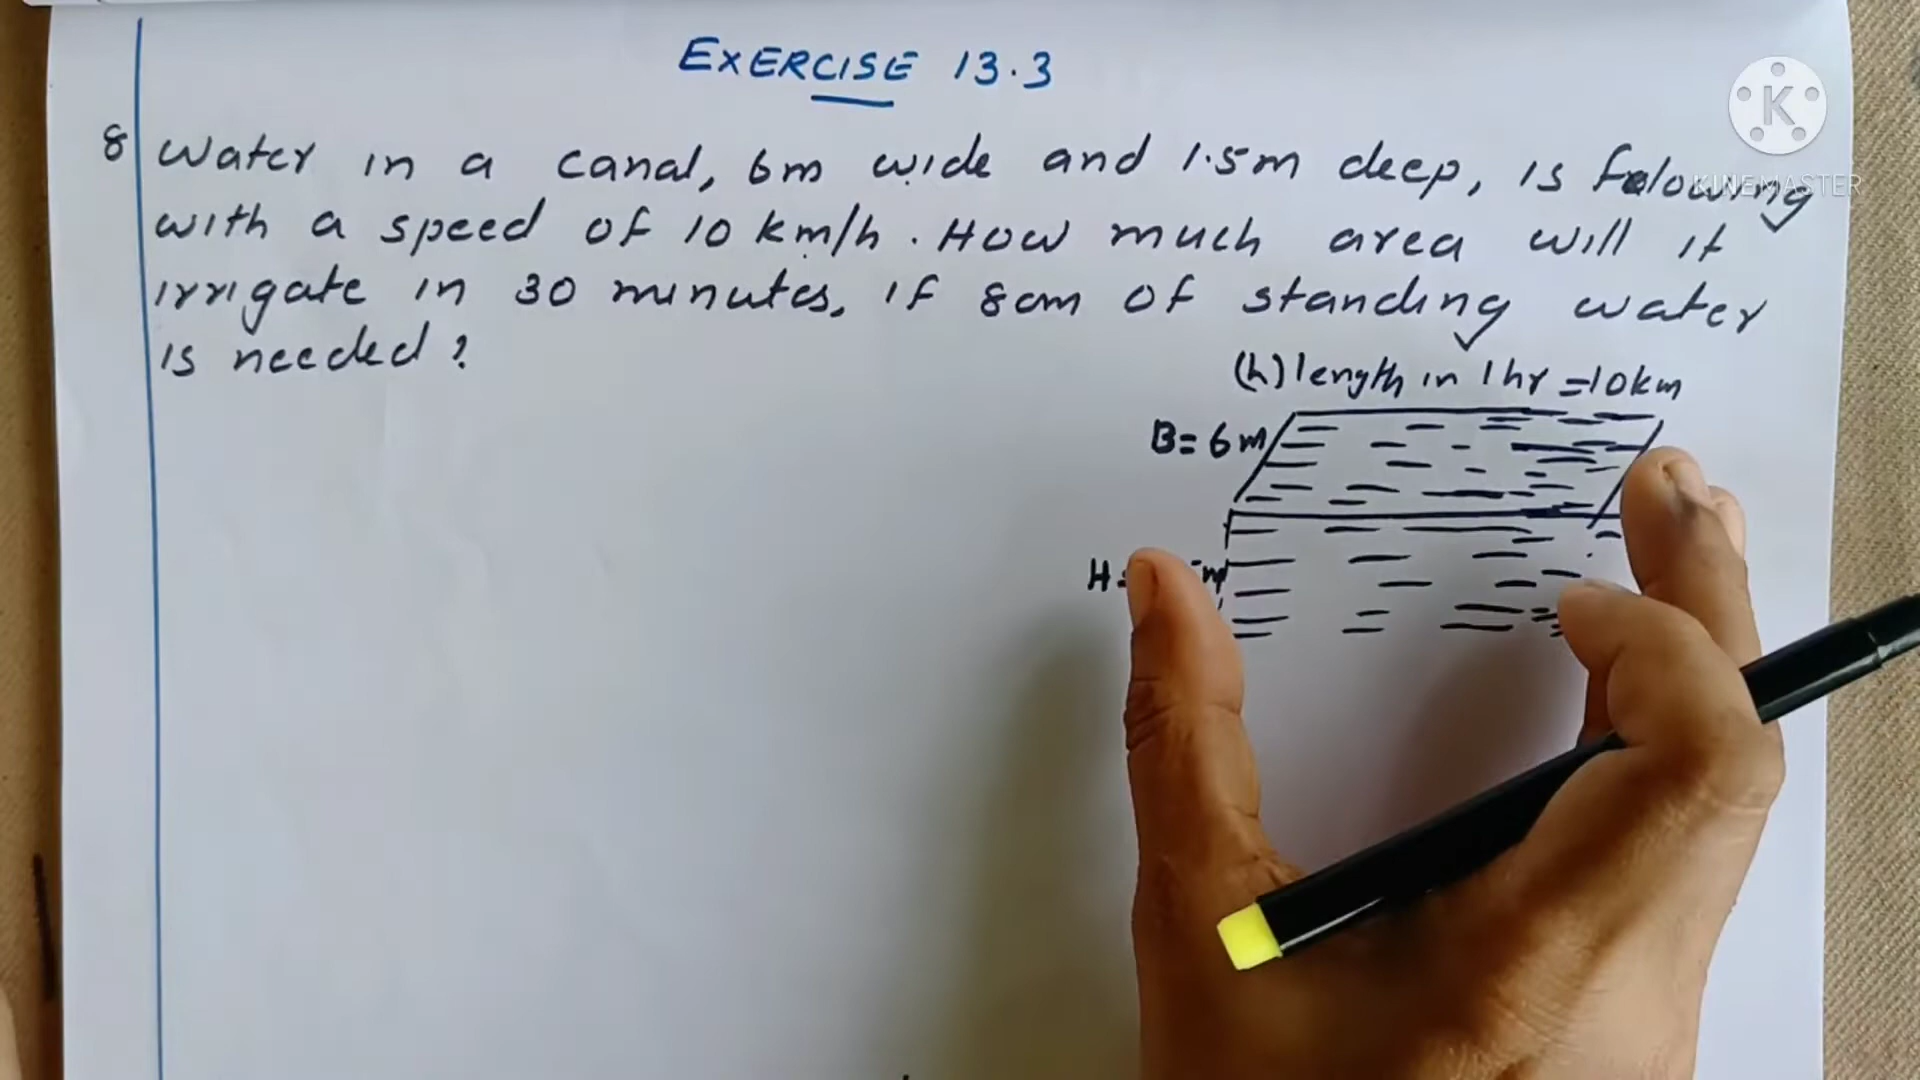 EXERCISE 13.3
8 Water in a canal, 6m wide and 1.5m deep, is
with a speed of 10 km/h. How much area will it
irrigate in 30 minutes, if 8cm of standing water
is needed?
(h) length in 1hr = 10km
B = 6m
H
K
KINEMASTER